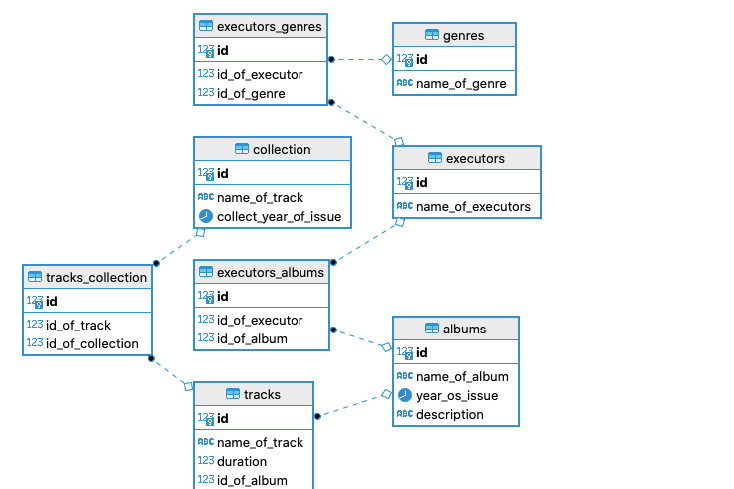 executors_genres
123 id
123 id_of_executor
123 id_of_genre
genres
123 id
ABC name_of_genre
collection
123 id
ABC name_of_track
collect_year_of_issue
executors
123 id
ABC name_of_executors
tracks_collection
123 id
123 id_of_track
123 id_of_collection
executors_albums
123 id
123 id_of_executor
123 id_of_album
albums
123 id
ABC name_of_album
year_os_issue
ABC description
tracks
123 id
ABC name_of_track
123 duration
123 id_of_album